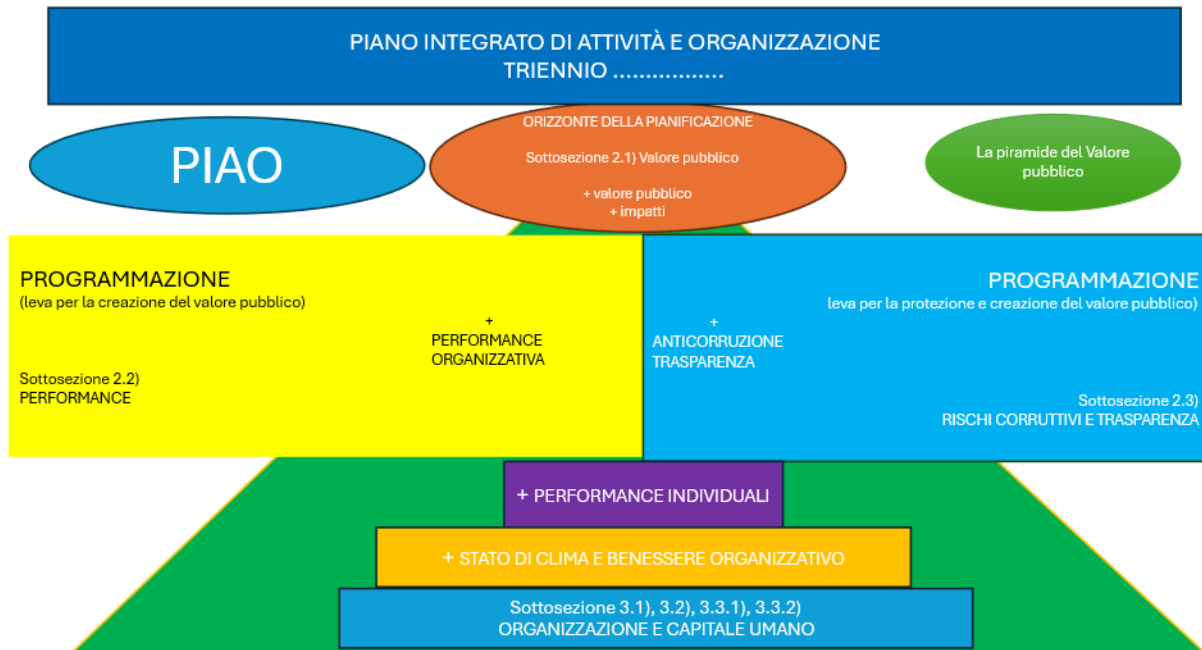 PIANO INTEGRATO DI ATTIVITÀ E ORGANIZZAZIONE
TRIENNIO ……………..
PIAO
ORIZZONTE DELLA PIANIFICAZIONE
Sottosezione 2.1) Valore pubblico
+ valore pubblico
+ impatti
La piramide del Valore
pubblico
PROGRAMMAZIONE
(leva per la creazione del valore pubblico)
+
PERFORMANCE
ORGANIZZATIVA
Sottosezione 2.2)
PERFORMANCE
PROGRAMMAZIONE
leva per la protezione e creazione del valore pubblico)
+
ANTICORRUZIONE
TRASPARENZA
Sottosezione 2.3)
RISCHI CORRUTTIVI E TRASPARENZA
+ PERFORMANCE INDIVIDUALI
+ STATO DI CLIMA E BENESSERE ORGANIZZATIVO
Sottosezione 3.1), 3.2), 3.3.1), 3.3.2)
ORGANIZZAZIONE E CAPITALE UMANO